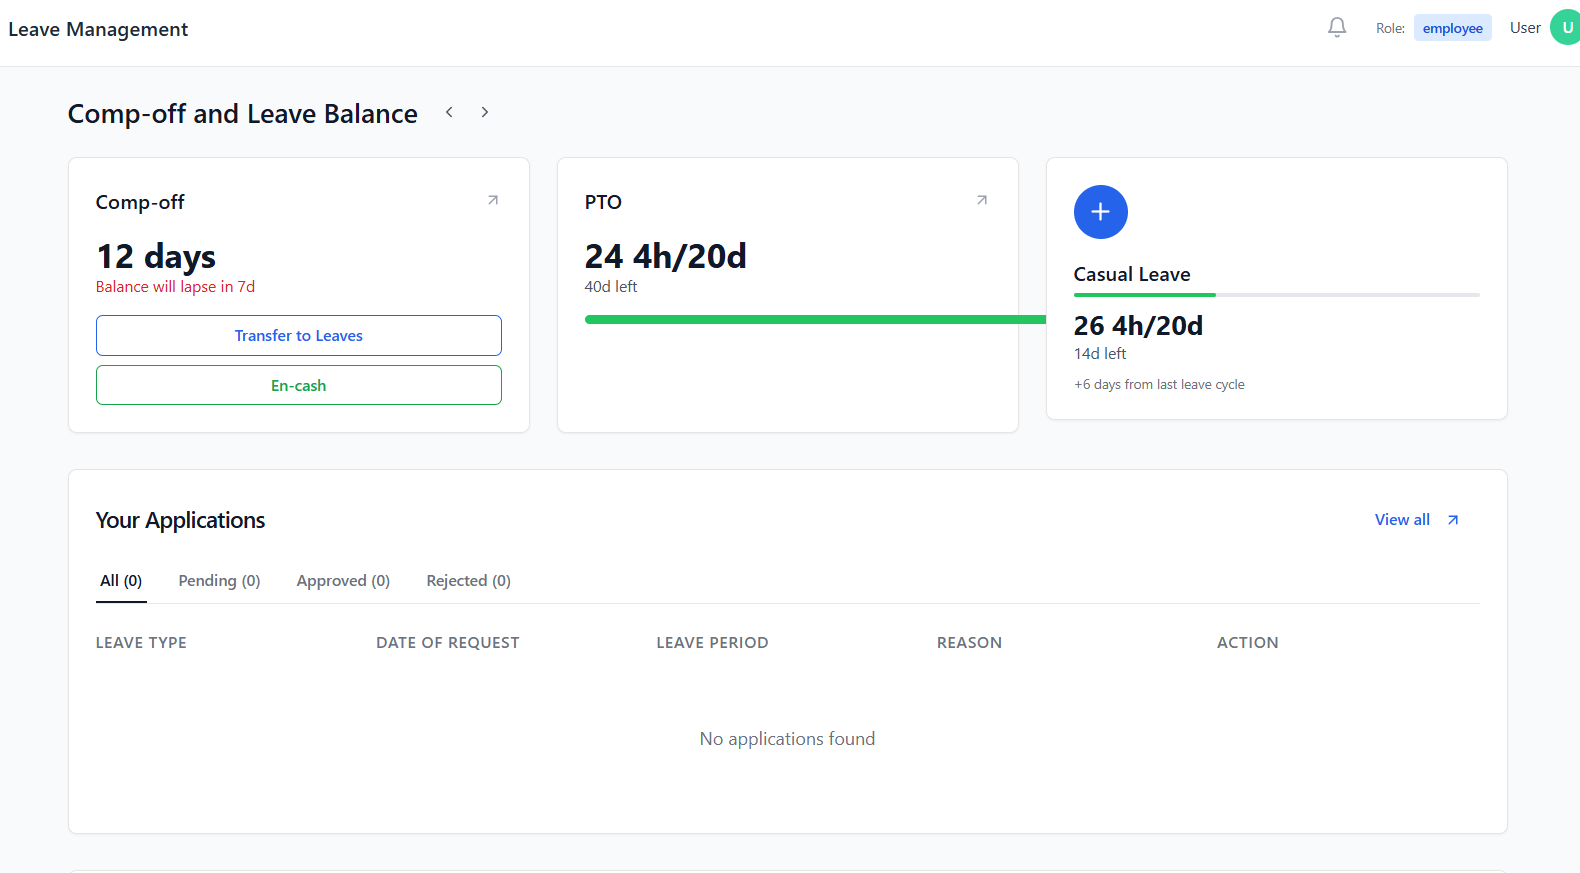 Leave Management
Role: employee User U
Comp-off and Leave Balance
Comp-off
12 days
Balance will lapse in 7d
Transfer to Leaves
En-cash
PTO
24 4h/20d
40d left
Casual Leave
26 4h/20d
14d left
+6 days from last leave cycle
Your Applications
View all
All (0) Pending (0) Approved (0) Rejected (0)
LEAVE TYPE DATE OF REQUEST LEAVE PERIOD REASON ACTION
No applications found